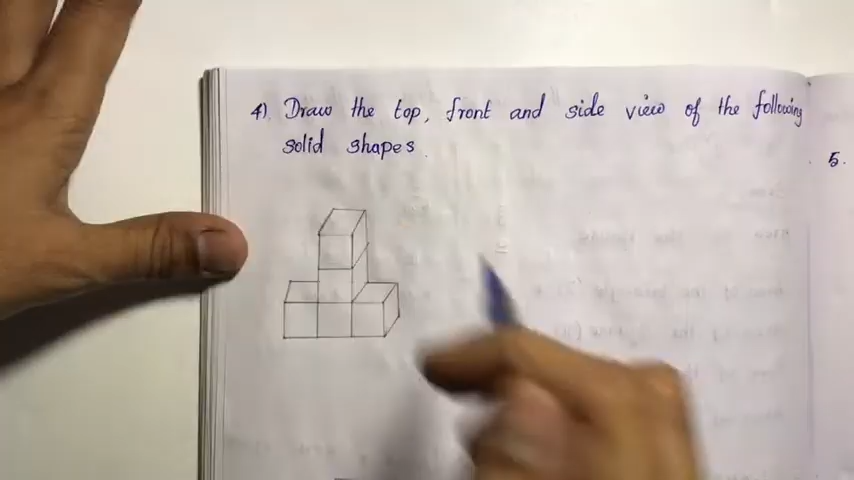 4). Draw the top, front and side view of the following
solid shapes.
5.